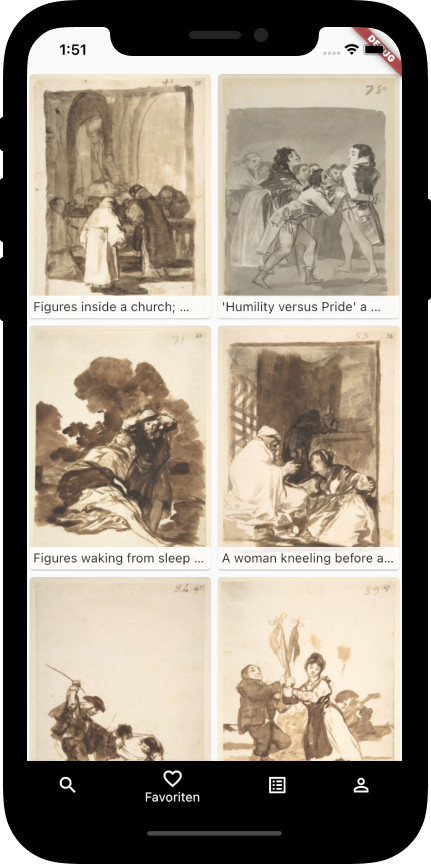 1:51
DEBUG
Figures inside a church; ...
'Humility versus Pride' a ...
Figures waking from sleep ...
A woman kneeling before a...
Favoriten